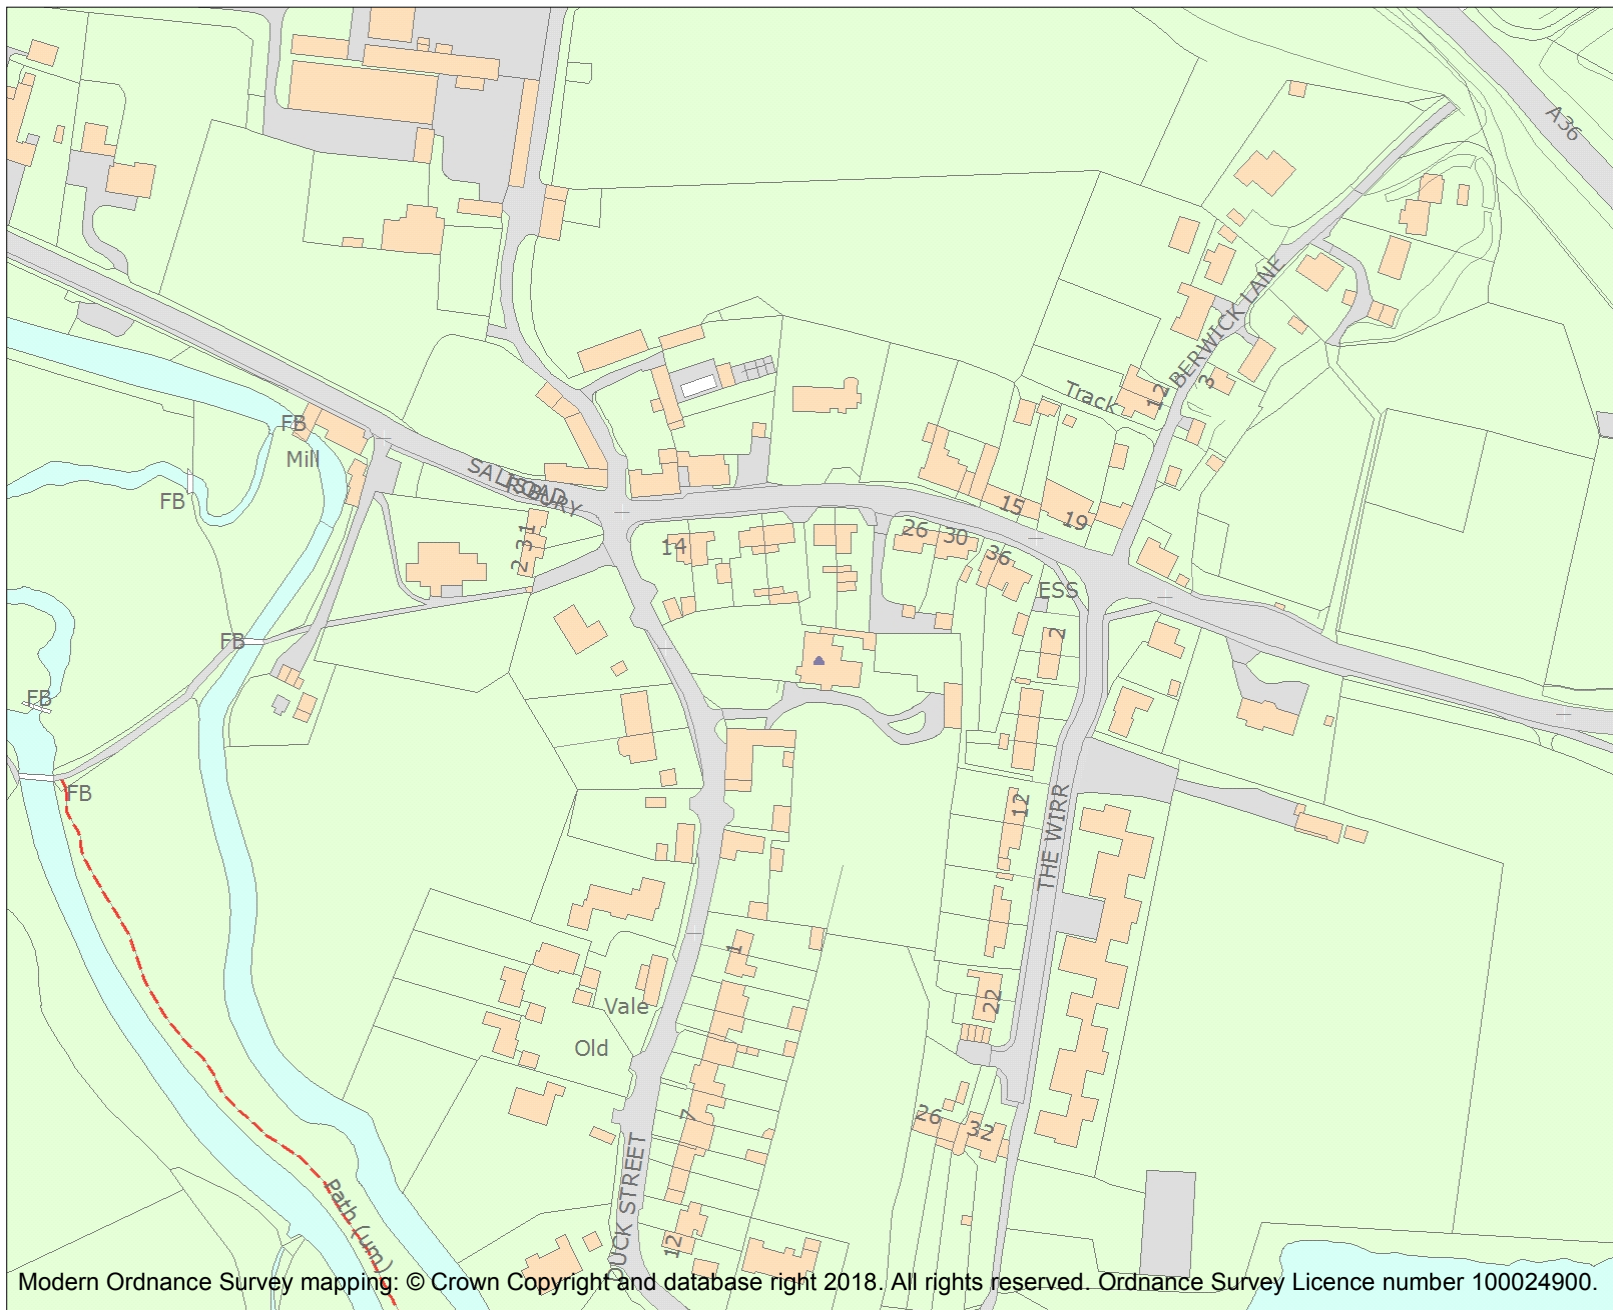 A36
BERWICK LANE
Track
12
3
FB
Mill
SALISBURY
ROAD
FB
15
19
1
3
2
14
26
30
36
ESS
2
FB
FB
FB
12
THE WIRR
1
22
Vale
Old
7
26
32
DUCK STREET
Path (um)
12
Modern Ordnance Survey mapping: © Crown Copyright and database right 2018. All rights reserved. Ordnance Survey Licence number 100024900.